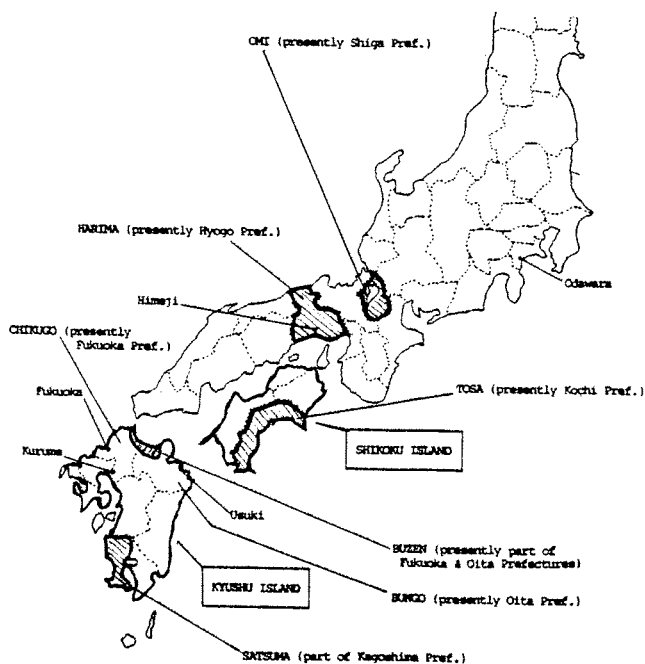 OMI (presently Shiga Pref.)
HARIMA (presently Hyogo Pref.)
Himeji
Odawara
CHIKUGO (presently
Fukuoka Pref.)
Fukuoka
TOSA (presently Kochi Pref.)
SHIKOKU ISLAND
Kurume
Usuki
BUZEN (presently part of
Fukuoka & Oita Prefectures)
KYUSHU ISLAND
BUNGO (presently Oita Pref.)
SATSUMA (part of Kagoshima Pref.)